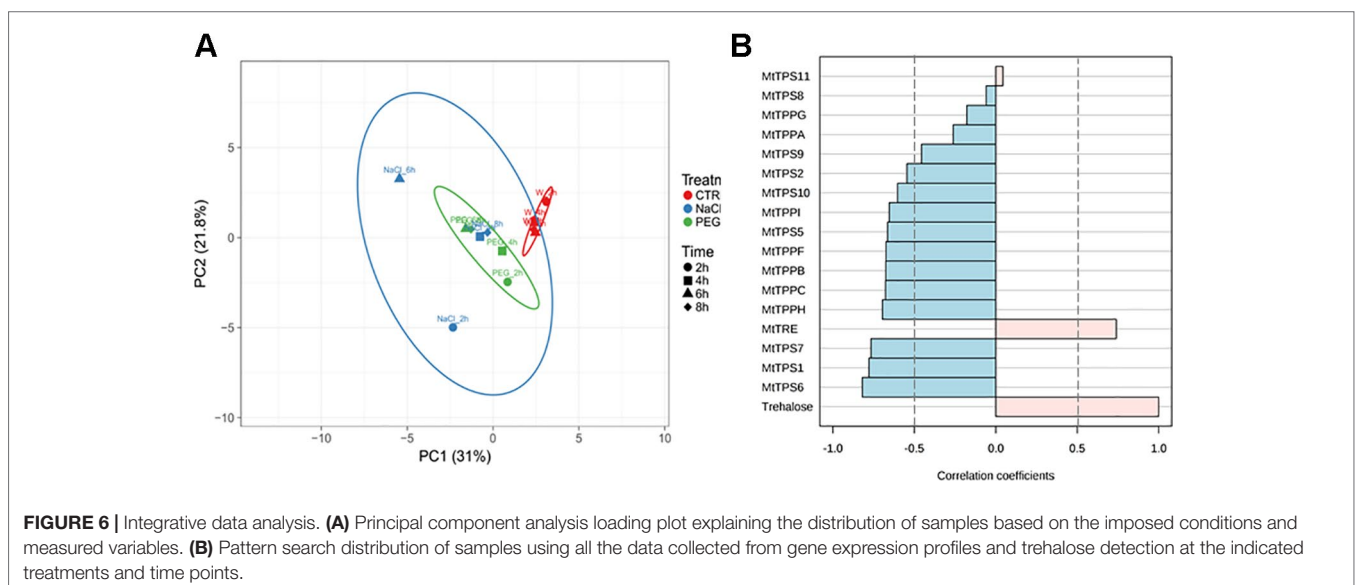 A
B
5
0
−5
−10
−10
−5
0
5
10
PC2 (21.8%)
PC1 (31%)
NaCl_6h
PEG_4h
PEG_2h
NaCl_2h
Treatn
CTR
NaCl
PEG
Time
2h
4h
6h
8h
MtTPS11
MtTPS8
MtTPPG
MtTPPA
MtTPS9
MtTPS2
MtTPS10
MtTPPI
MtTPS5
MtTPPF
MtTPPB
MtTPPC
MtTPPH
MtTRE
MtTPS7
MtTPS1
MtTPS6
Trehalose
-1.0
-0.5
0.0
0.5
1.0
Correlation coefficients
FIGURE 6 | Integrative data analysis. (A) Principal component analysis loading plot explaining the distribution of samples based on the imposed conditions and
measured variables. (B) Pattern search distribution of samples using all the data collected from gene expression profiles and trehalose detection at the indicated
treatments and time points.